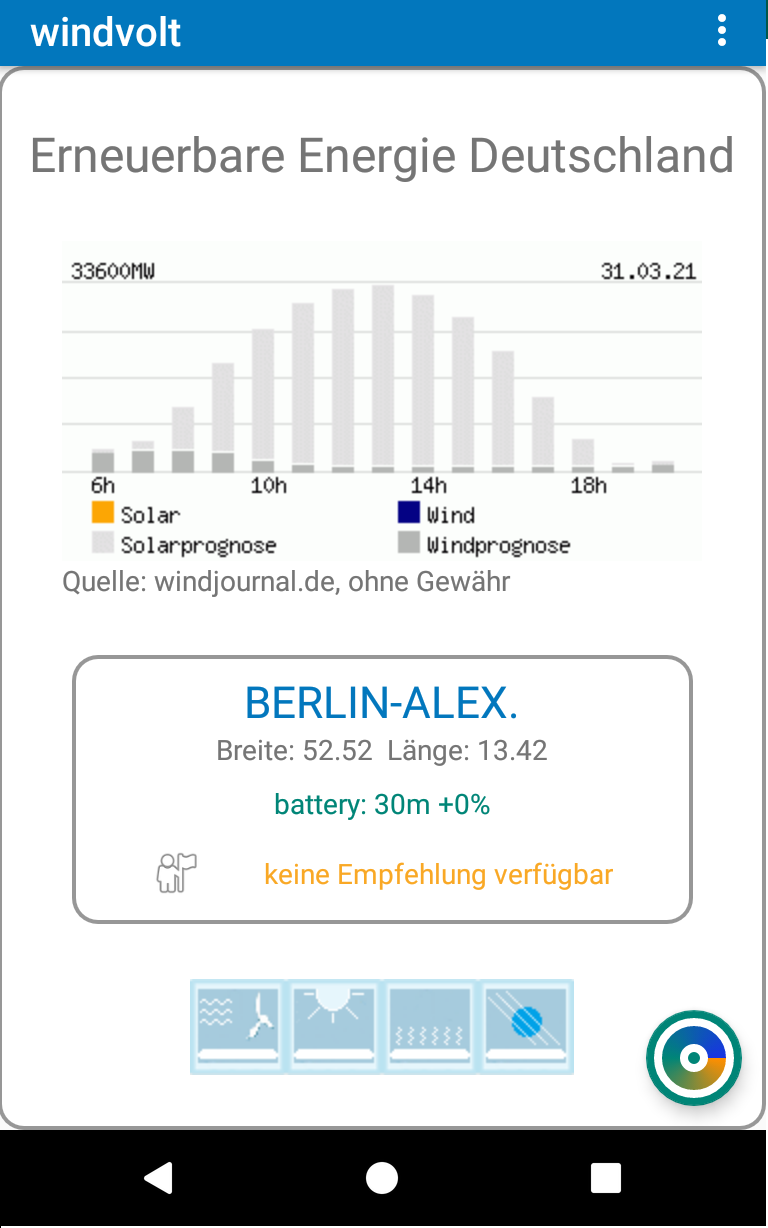 windvolt
Erneuerbare Energie Deutschland
33600MW 31.03.21
6h 10h 14h 18h
Solar Wind
Solarprognose Windprognose
Quelle: windjournal.de, ohne Gewähr
BERLIN-ALEX.
Breite: 52.52 Länge: 13.42
battery: 30m +0%
keine Empfehlung verfügbar